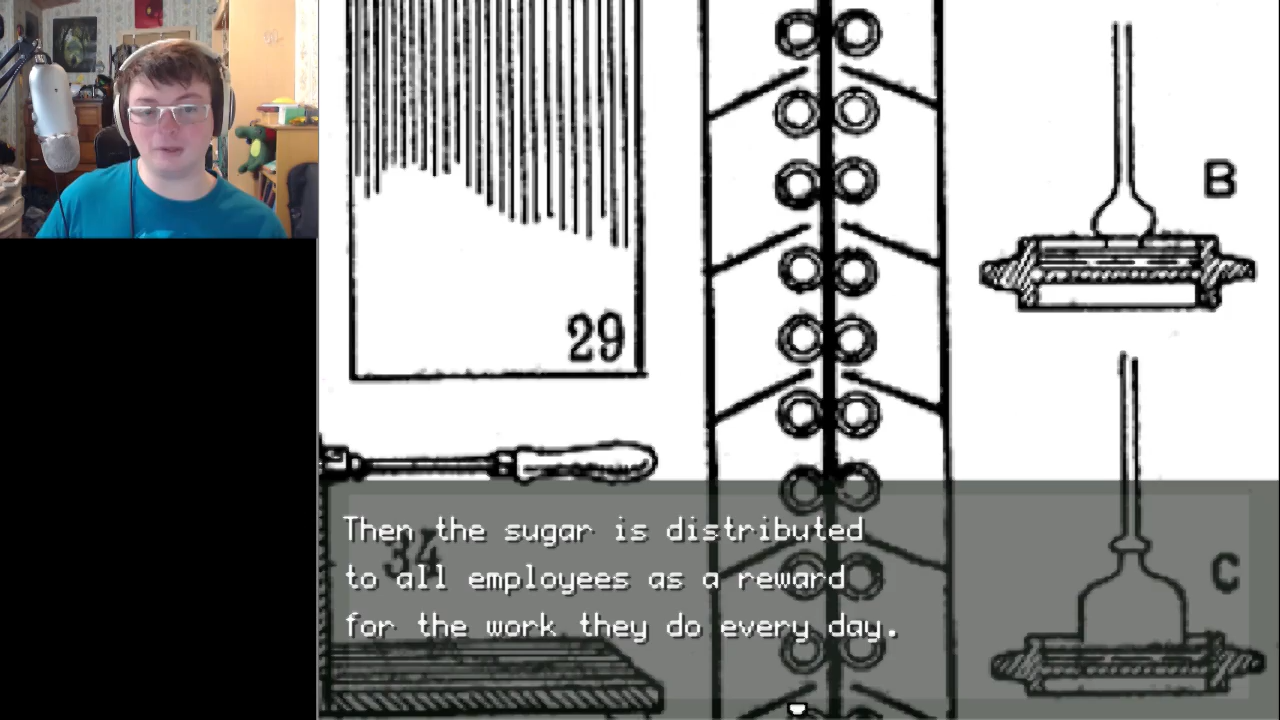 29
B
34
C
Then the sugar is distributed
to all employees as a reward
for the work they do every day.